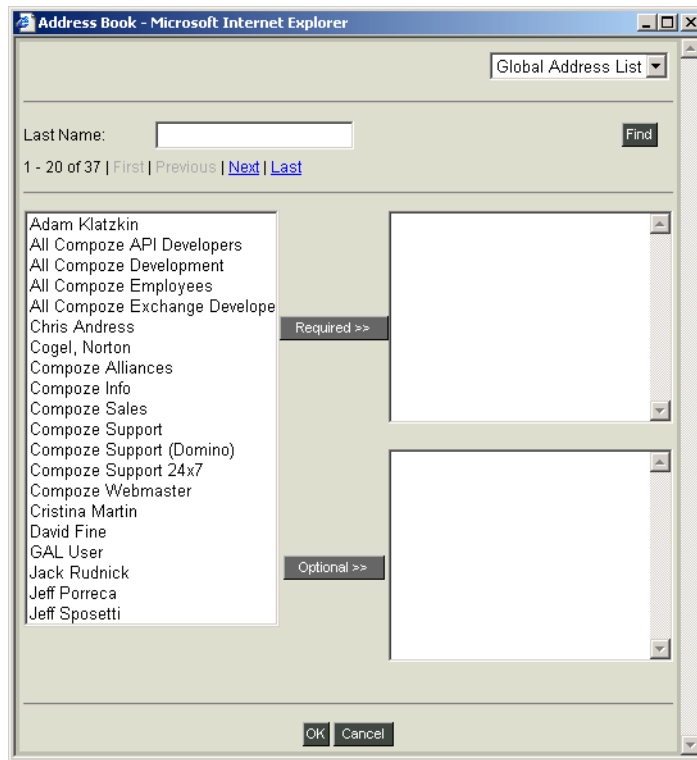 Address Book - Microsoft Internet Explorer
Global Address List
Last Name:
Find
1 - 20 of 37 | First | Previous | Next | Last
Adam Klatzkin
All Compoze API Developers
All Compoze Development
All Compoze Employees
All Compoze Exchange Develope
Chris Andress
Cogel, Norton
Compoze Alliances
Compoze Info
Compoze Sales
Compoze Support
Compoze Support (Domino)
Compoze Support 24x7
Compoze Webmaster
Cristina Martin
David Fine
GAL User
Jack Rudnick
Jeff Porreca
Jeff Sposetti
Required >>
Optional >>
OK Cancel